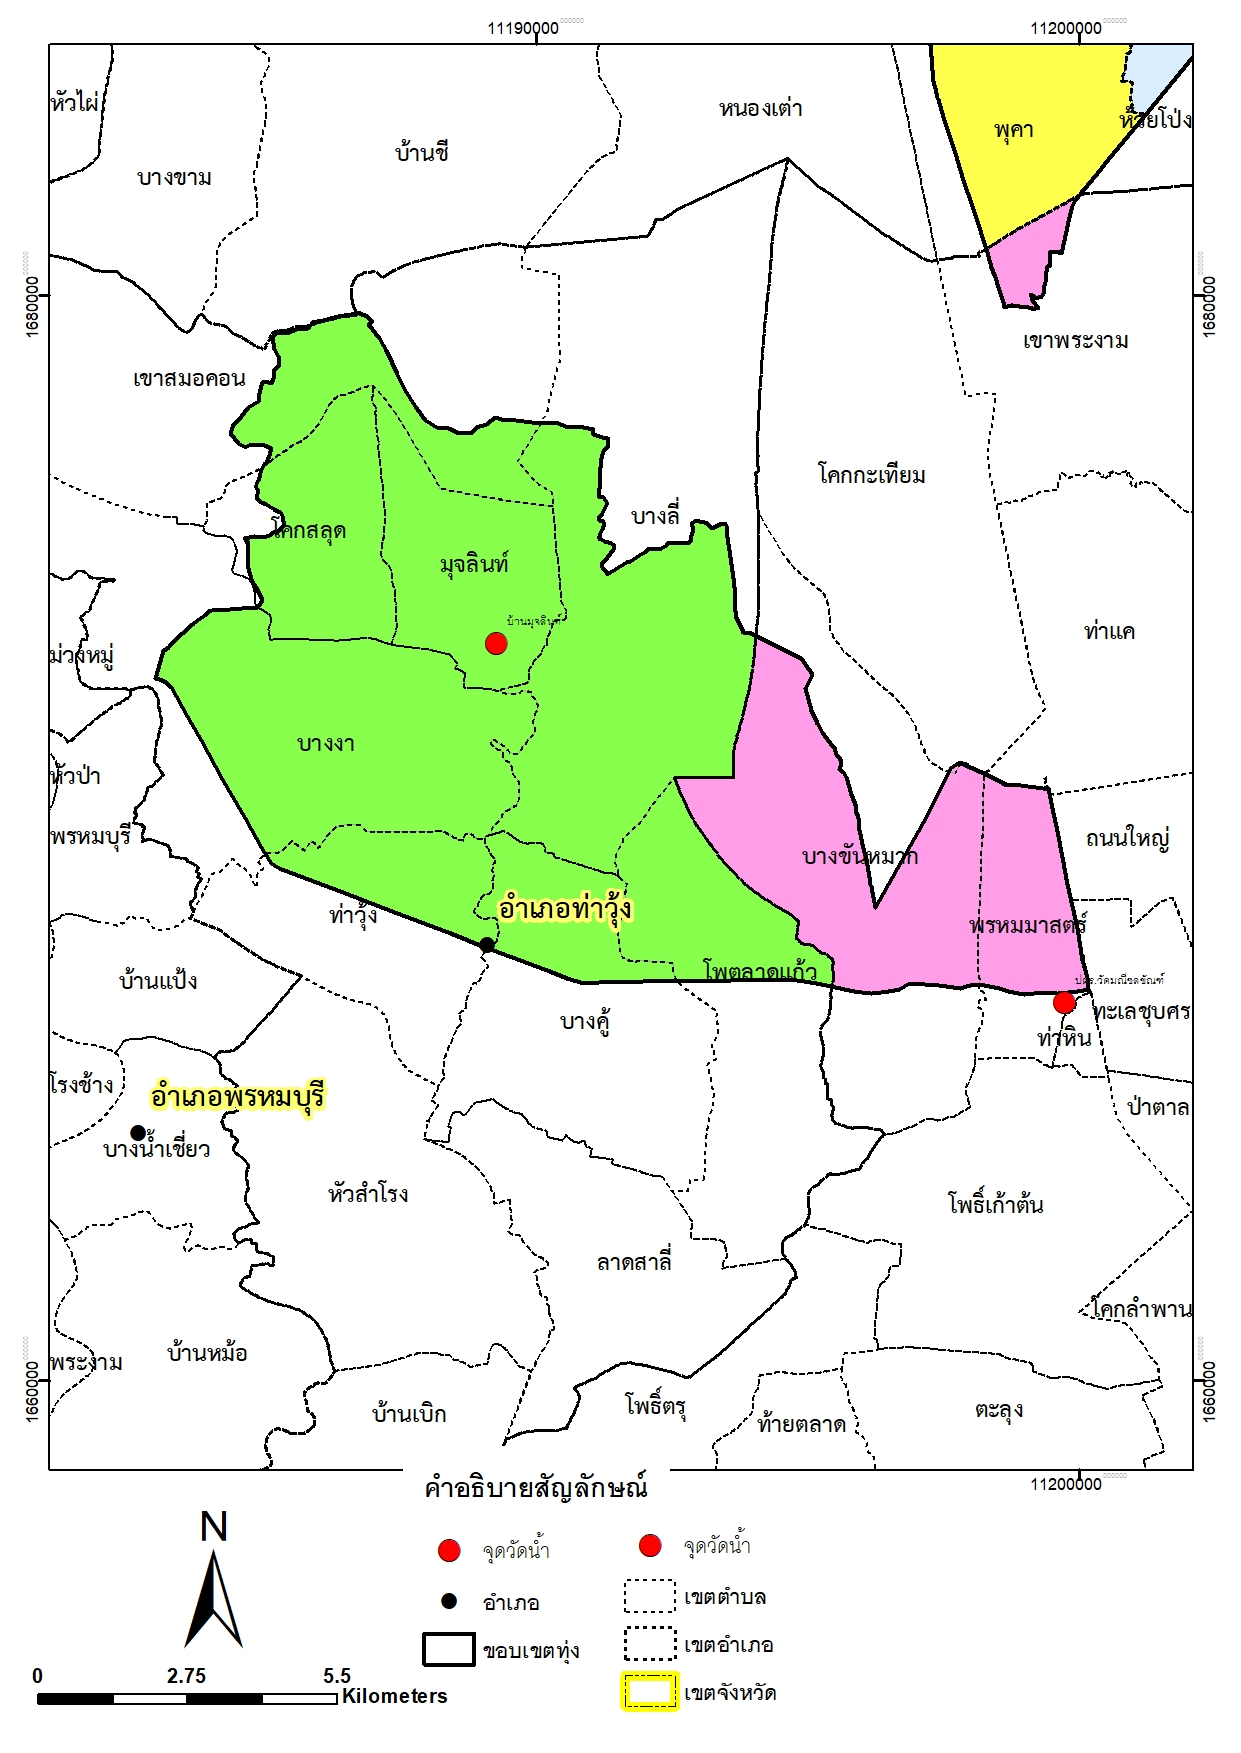 11190000
11200000
หัวไผ่
หนองเต่า
ห้วยโป่ง
พุคา
บ้านชี
บางขาม
1680000
1680000
เขาพระงาม
เขาสมอคอน
โคกกะเทียม
บางลี่
โคกสลุด
มุจลินท์
บ้านมุจลินท์
ท่าแค
ม่วงหมู่
บางงา
หัวป่า
พรหมบุรี
ถนนใหญ่
บางขันหมาก
อำเภอท่าวุ้ง
ท่าวุ้ง
พรหมมาสตร์
โพตลาดแก้ว
บ้านแป้ง
ปตร.วัดมณีชลขัณฑ์
ทะเลชุบศร
บางคู้
ท่าหิน
โรงช้าง
อำเภอพรหมบุรี
ป่าตาล
บางน้ำเชี่ยว
หัวสำโรง
โพธิ์เก้าต้น
ลาดสาลี่
โคกลำพาน
บ้านหม้อ
พระงาม
1660000
1660000
บ้านเบิก
โพธิ์ตรุ
ท้ายตลาด
ตะลุง
11200000
คำอธิบายสัญลักษณ์
N
จุดวัดน้ำ
จุดวัดน้ำ
อำเภอ
เขตตำบล
ขอบเขตทุ่ง
เขตอำเภอ
เขตจังหวัด
0 2.75 5.5
Kilometers